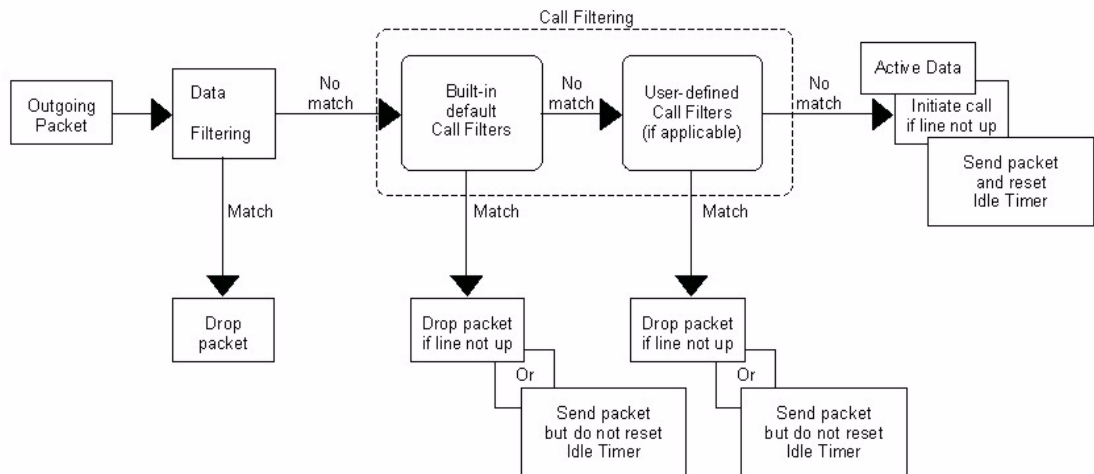 Call Filtering
Outgoing
Packet
Data
Filtering
No
match
Built-in
default
Call Filters
No
match
User-defined
Call Filters
(if applicable)
No
match
Active Data
Initiate call
if line not up
Send packet
and reset
Idle Timer
Match
Match
Match
Drop
packet
Drop packet
if line not up
Or
Send packet
but do not reset
Idle Timer
Drop packet
if line not up
Or
Send packet
but do not reset
Idle Timer